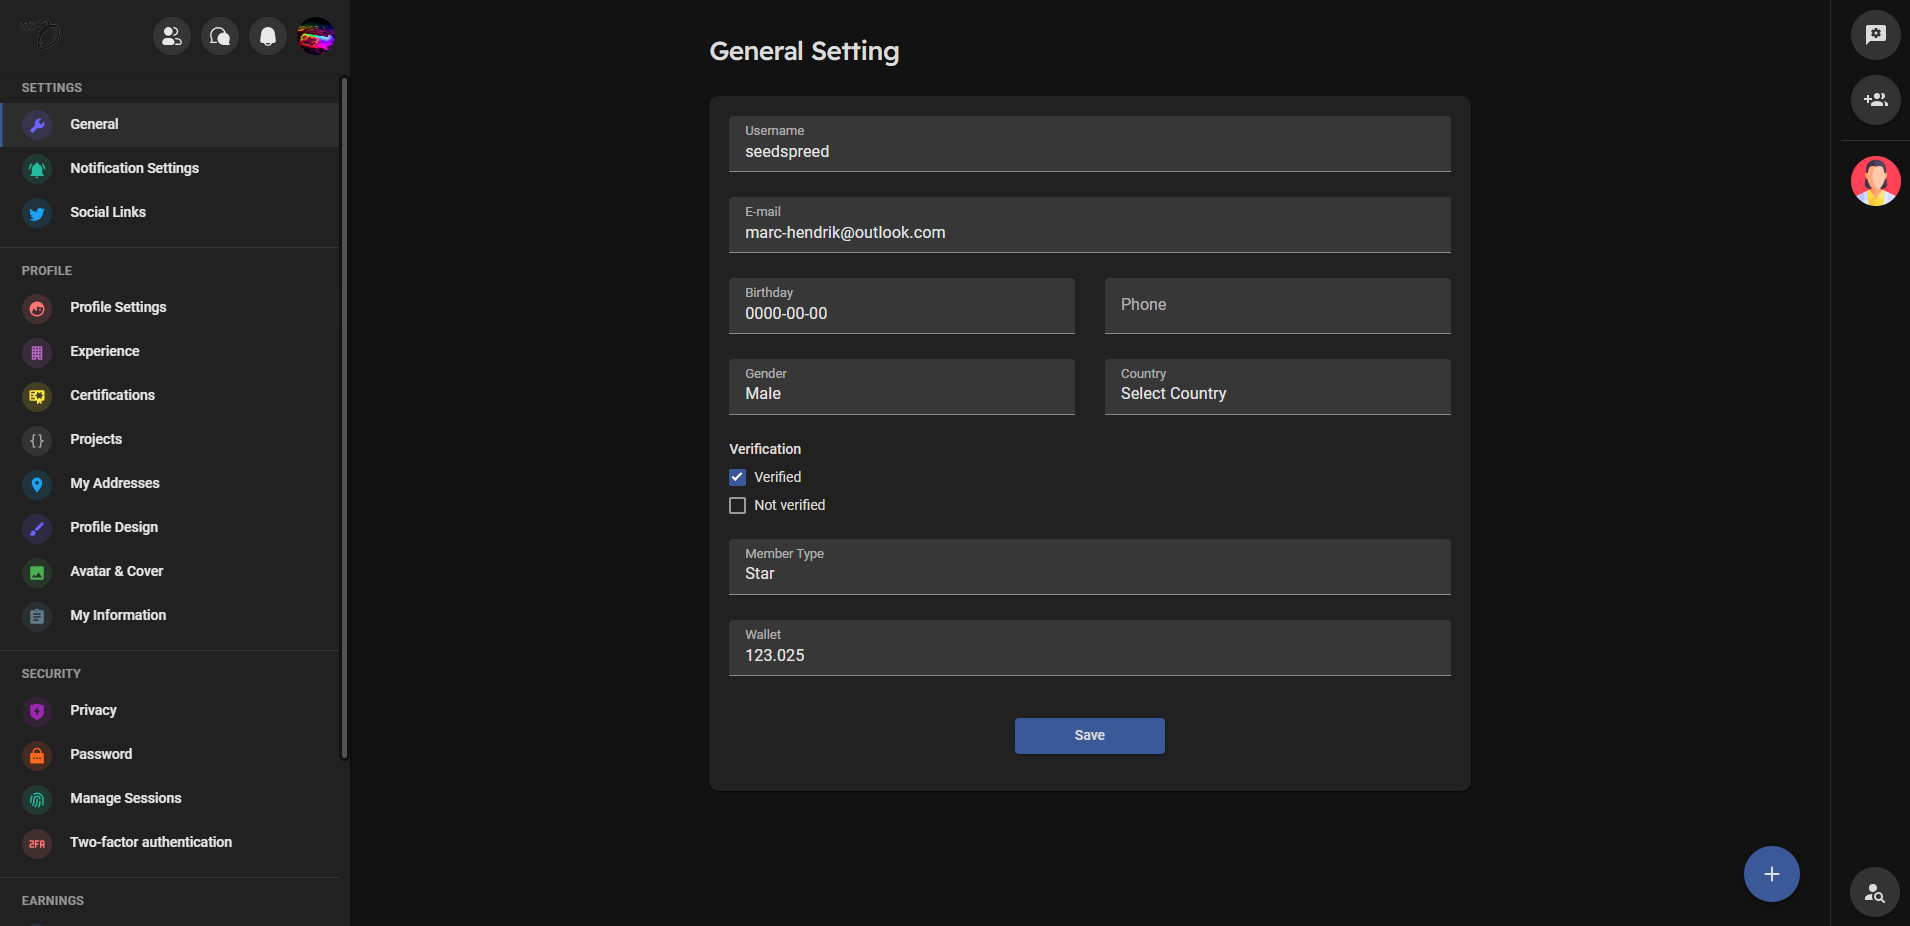 SETTINGS
General
Notification Settings
Social Links
PROFILE
Profile Settings
Experience
Certifications
{} Projects
My Addresses
Profile Design
Avatar & Cover
My Information
SECURITY
Privacy
Password
Manage Sessions
2FA Two-factor authentication
EARNINGS
General Setting
Username
seedspreed
E-mail
marc-hendrik@outlook.com
Birthday
0000-00-00
Phone
Gender
Male
Country
Select Country
Verification
Verified
Not verified
Member Type
Star
Wallet
123.025
Save